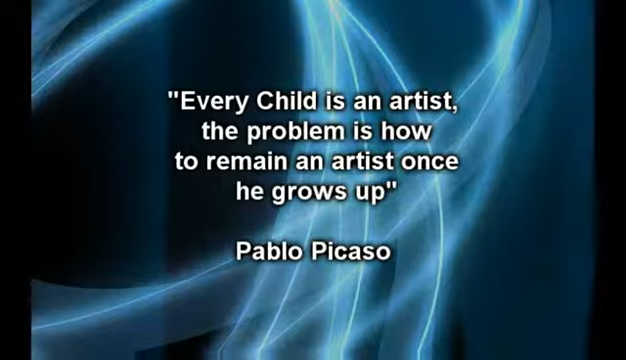 "Every Child is an artist,
the problem is how
to remain an artist once
he grows up"
Pablo Picaso